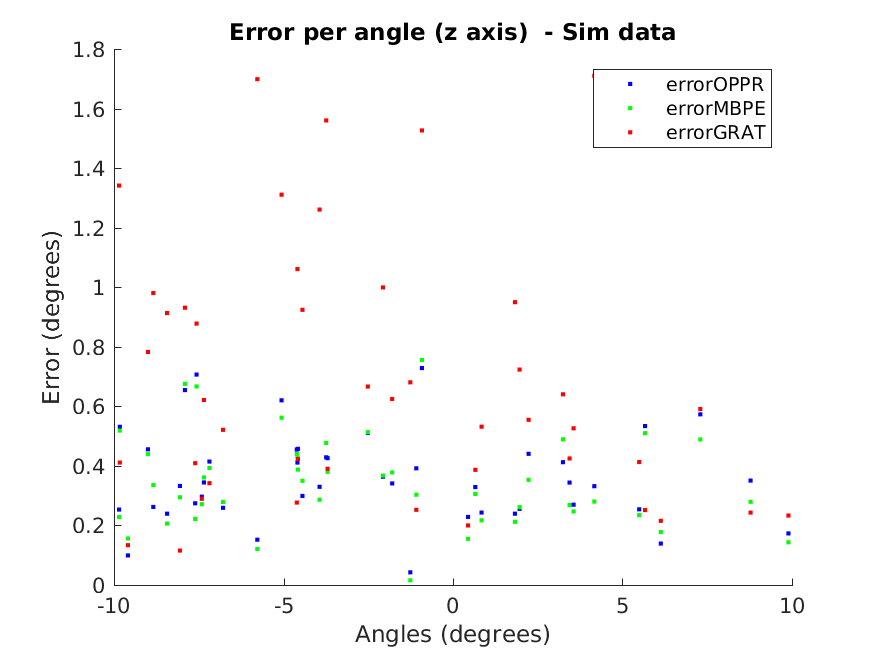 Error per angle (z axis)  - Sim data
1.8
1.6
1.4
1.2
1
0.8
0.6
0.4
0.2
0
-10
-5
0
5
10
Error (degrees)
Angles (degrees)
errorOPPR
errorMBPE
errorGRAT